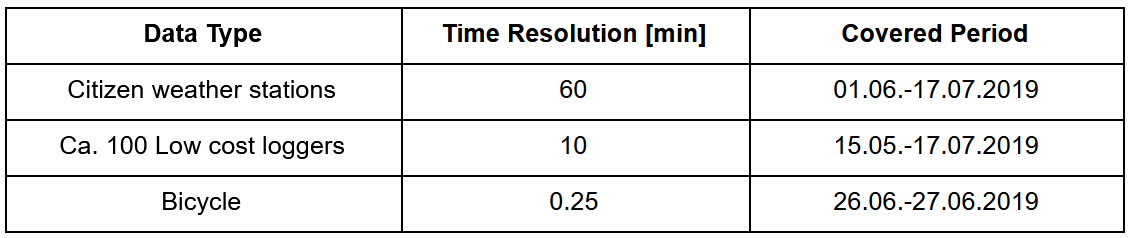 Data Type Time Resolution [min] Covered Period
Citizen weather stations 60 01.06.-17.07.2019
Ca. 100 Low cost loggers 10 15.05.-17.07.2019
Bicycle 0.25 26.06.-27.06.2019